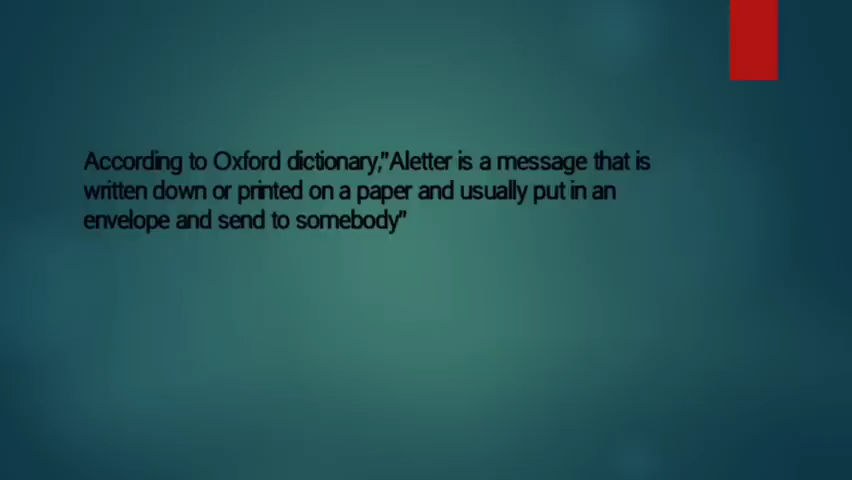 According to Oxford dictionary,"Aletter is a message that is
written down or printed on a paper and usually put in an
envelope and send to somebody"